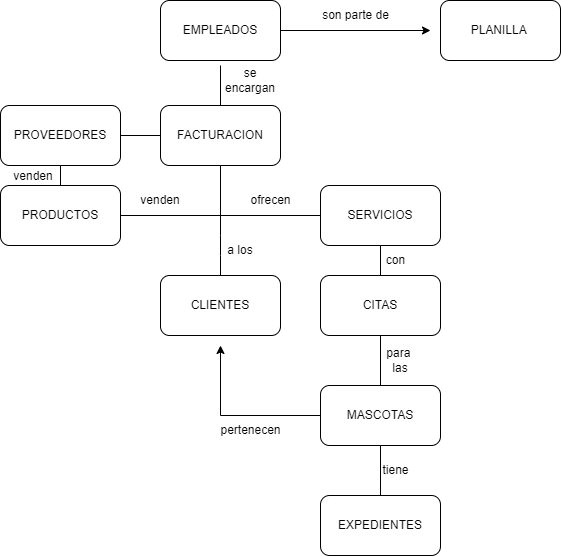 EMPLEADOS
son parte de
PLANILLA
se
encargan
PROVEEDORES
FACTURACION
venden
PRODUCTOS
venden
ofrecen
SERVICIOS
a los
con
CLIENTES
CITAS
para
las
MASCOTAS
pertenecen
tiene
EXPEDIENTES